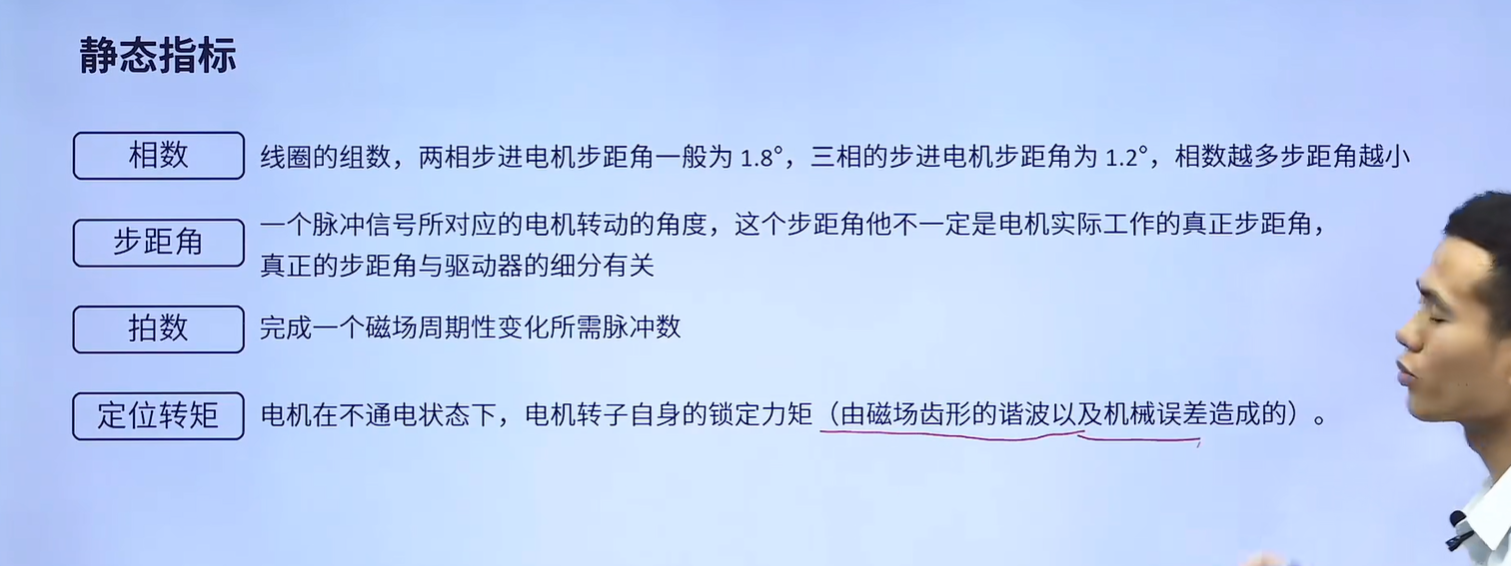 静态指标
相数
线圈的组数，两相步进电机步距角一般为 1.8°，三相的步进电机步距角为 1.2°，相数越多步距角越小
步距角
一个脉冲信号所对应的电机转动的角度，这个步距角他不一定是电机实际工作的真正步距角，
真正的步距角与驱动器的细分有关
拍数
完成一个磁场周期性变化所需脉冲数
定位转矩
电机在不通电状态下，电机转子自身的锁定力矩（由磁场齿形的谐波以及机械误差造成的）。